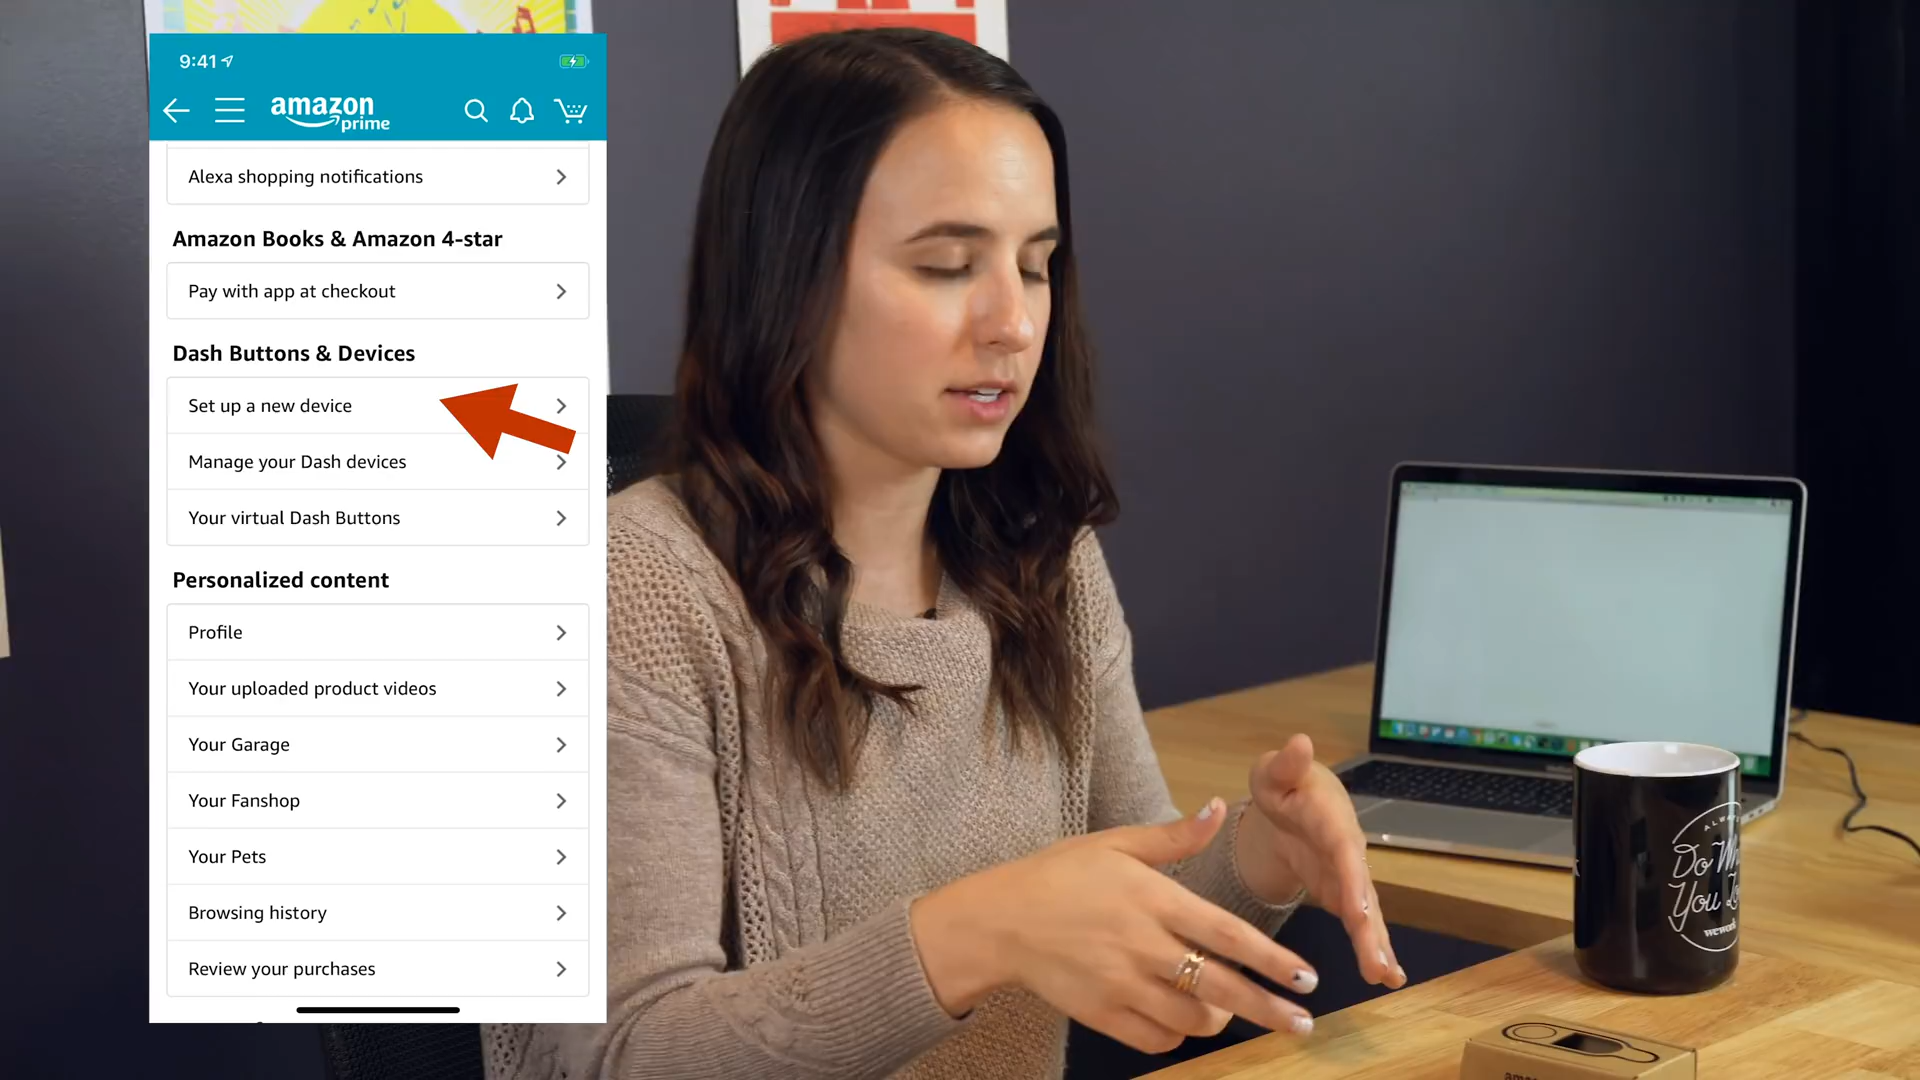 9:41
amazon
prime
Alexa shopping notifications
Amazon Books & Amazon 4-star
Pay with app at checkout
Dash Buttons & Devices
Set up a new device
Manage your Dash devices
Your virtual Dash Buttons
Personalized content
Profile
Your uploaded product videos
Your Garage
Your Fanshop
Your Pets
Browsing history
Review your purchases
Do
You